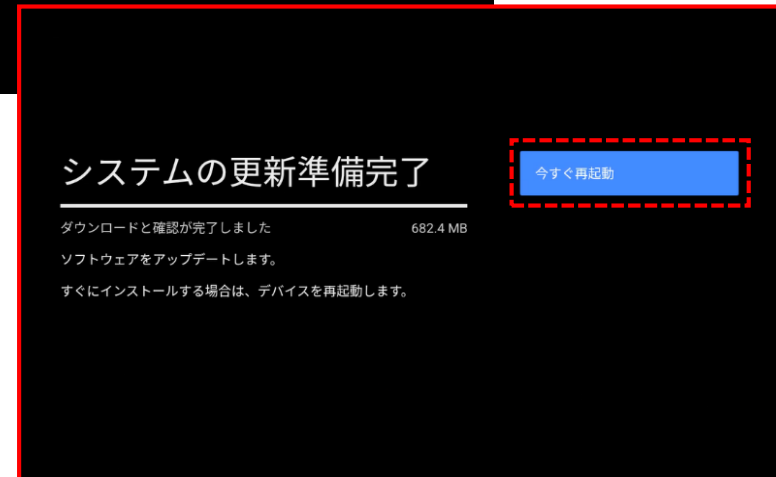 システムの更新準備完了
今すぐ再起動
ダウンロードと確認が完了しました 682.4 MB
ソフトウェアをアップデートします。
すぐにインストールする場合は、デバイスを再起動します。